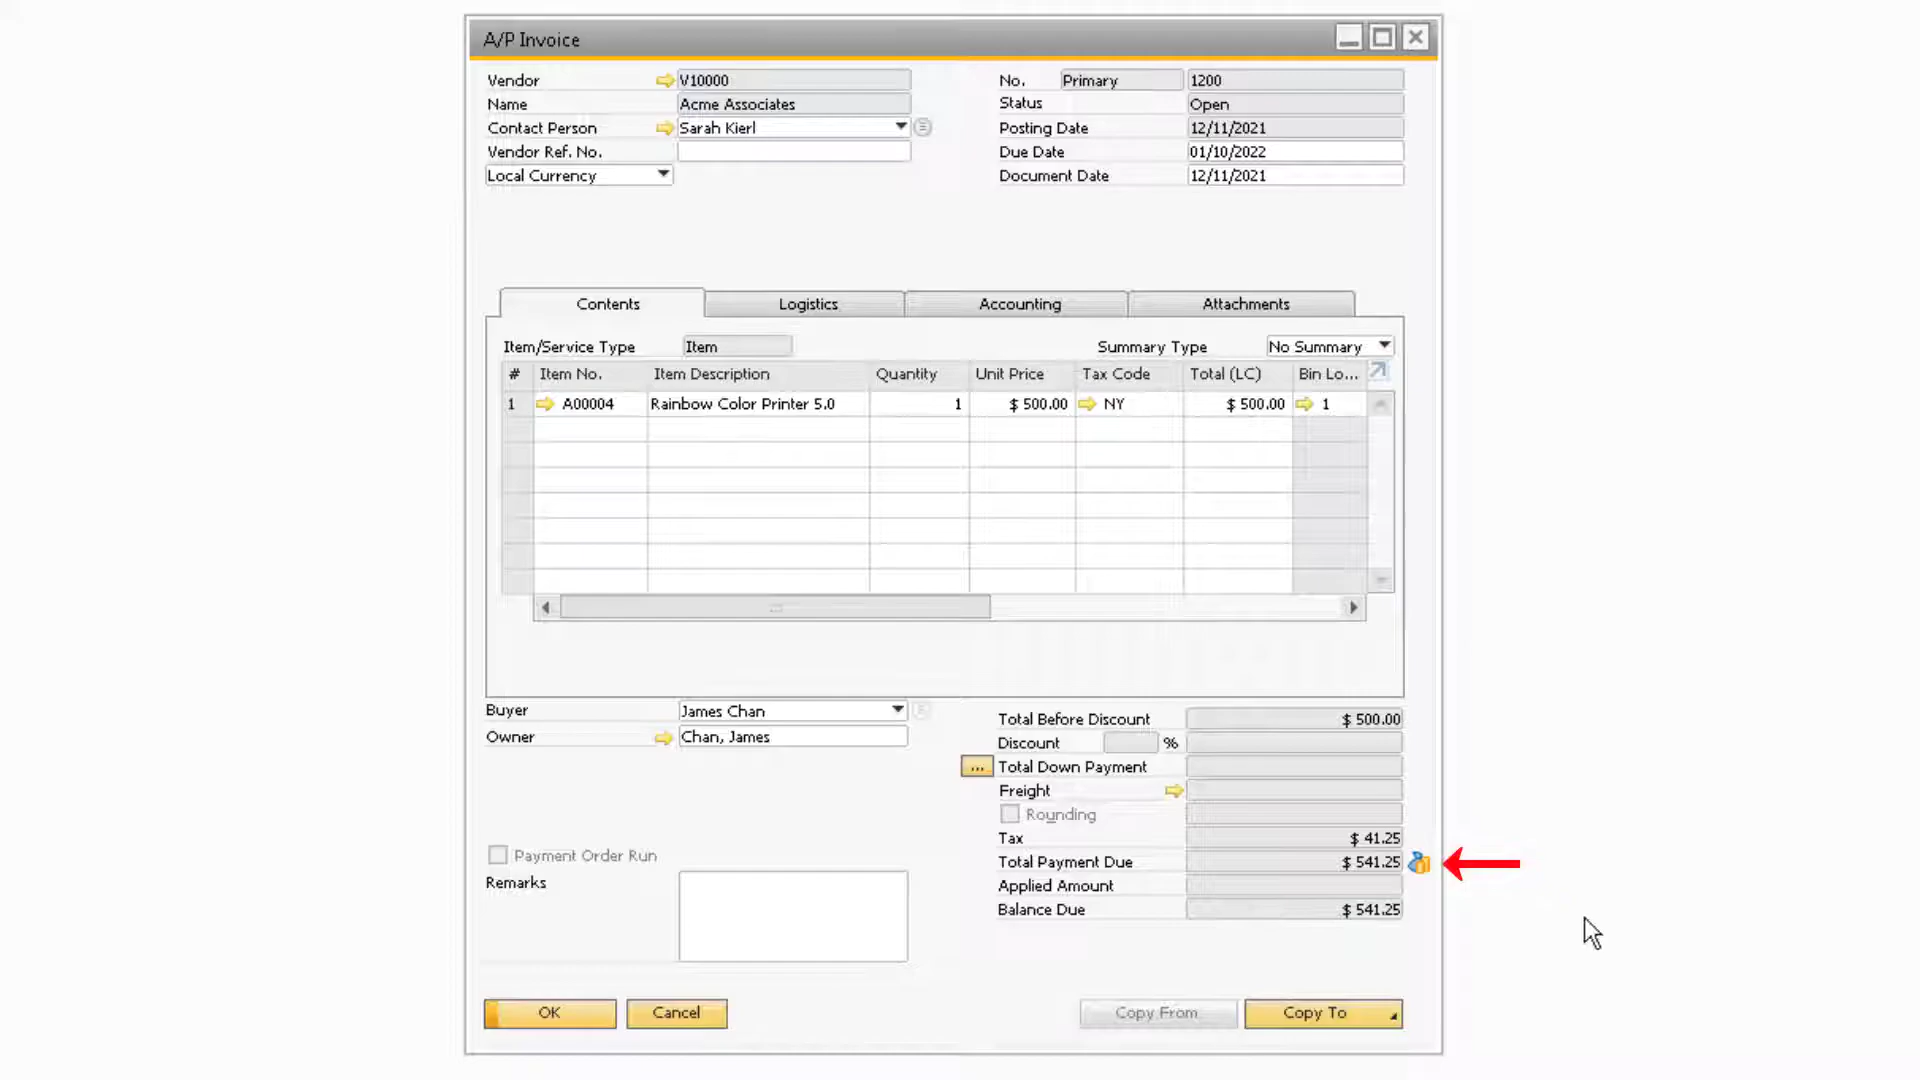 A/P Invoice
Vendor V10000 No. Primary 1200
Name Acme Associates Status Open
Contact Person Sarah Kierl Posting Date 12/11/2021
Vendor Ref. No. Due Date 01/10/2022
Local Currency Document Date 12/11/2021
Contents Logistics Accounting Attachments
Item/Service Type Item Summary Type No Summary
# Item No. Item Description Quantity Unit Price Tax Code Total (LC) Bin Lo...
1 A00004 Rainbow Color Printer 5.0 1 $ 500.00 NY $ 500.00 1
Buyer James Chan
Owner Chan, James
Total Before Discount $ 500.00
Discount %
... Total Down Payment
Freight
Rounding
Tax $ 41.25
Payment Order Run
Total Payment Due $ 541.25
Remarks
Applied Amount
Balance Due $ 541.25
OK Cancel Copy From Copy To